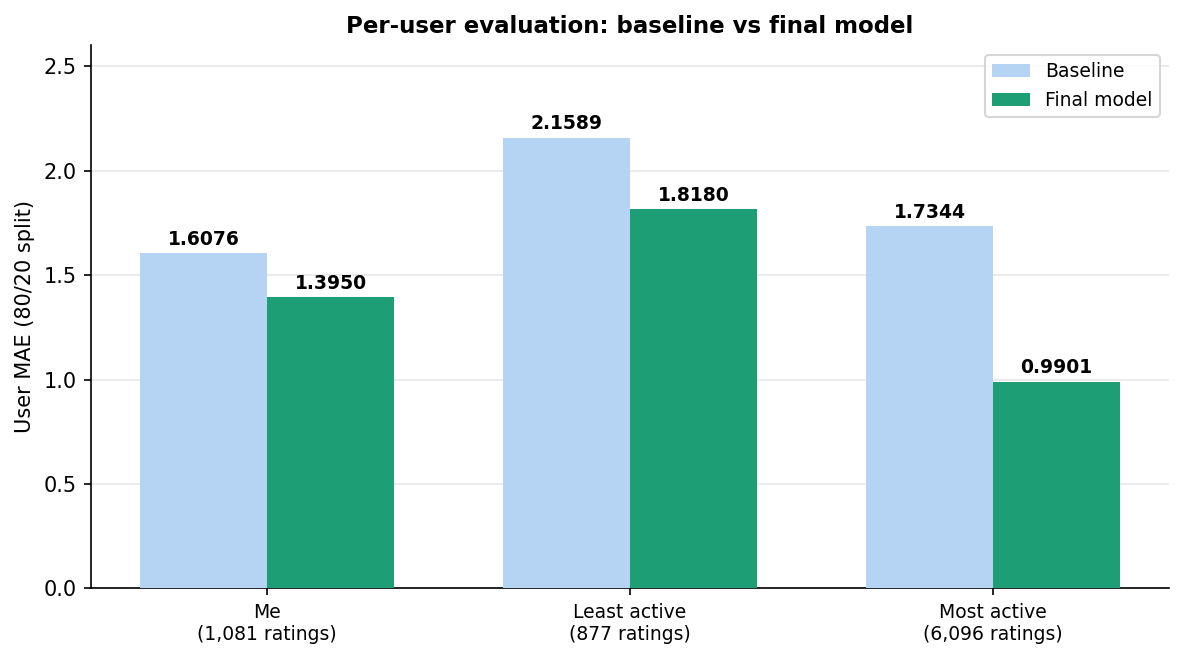 Per-user evaluation: baseline vs final model
Baseline
Final model
User MAE (80/20 split)
2.5
2.0
1.5
1.0
0.5
0.0
1.6076
1.3950
2.1589
1.8180
1.7344
0.9901
Me
(1,081 ratings)
Least active
(877 ratings)
Most active
(6,096 ratings)